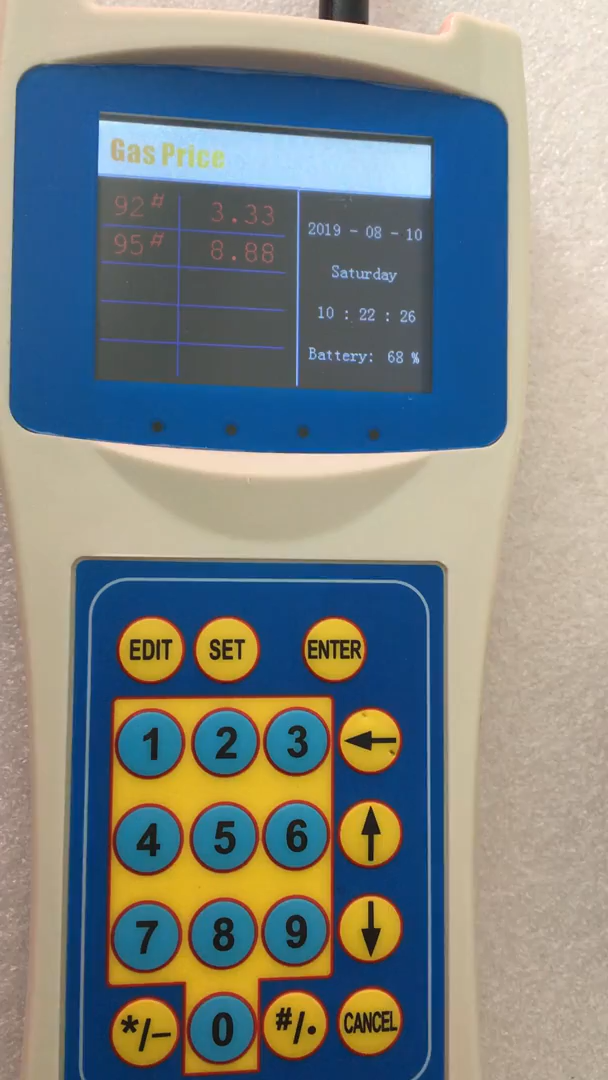 Gas Price
92# 3.33
95# 8.88
2019 - 08 - 10
Saturday
10 : 22 : 26
Battery: 68 %
EDIT SET ENTER
1 2 3 ←
4 5 6 ↑
7 8 9 ↓
*/− 0 #/• CANCEL